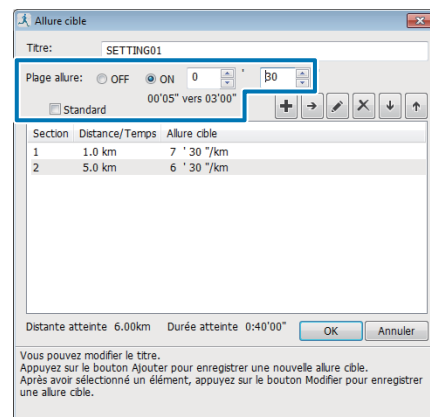 Allure cible
Titre: SETTING01
Plage allure: OFF ON 0 ' 30
Standard 00'05" vers 03'00"
Section Distance/Temps Allure cible
1 1.0 km 7 ' 30 "/km
2 5.0 km 6 ' 30 "/km
Distante atteinte 6.00km Durée atteinte 0:40'00" OK Annuler
Vous pouvez modifier le titre.
Appuyez sur le bouton Ajouter pour enregistrer une nouvelle allure cible.
Après avoir sélectionné un élément, appuyez sur le bouton Modifier pour enregistrer
une allure cible.